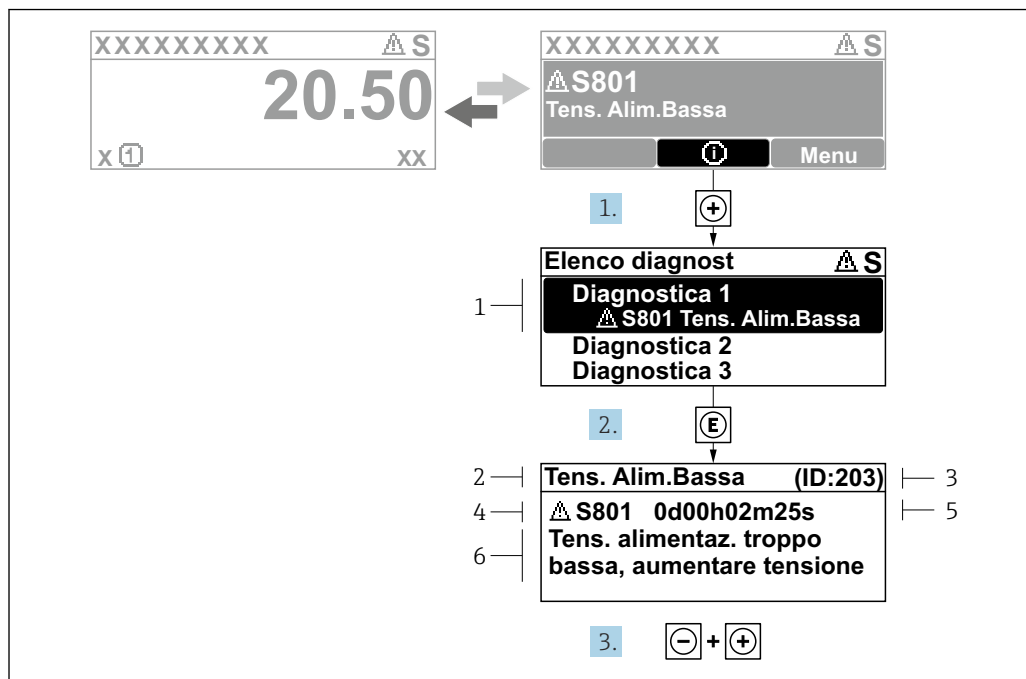 XXXXXXXXX ⚠ S
20.50
x ① xx
XXXXXXXXX ⚠ S
⚠ S801
Tens. Alim.Bassa
ⓘ Menu
1. +
Elenco diagnost ⚠ S
1
Diagnostica 1
⚠ S801 Tens. Alim.Bassa
Diagnostica 2
Diagnostica 3
2. E
2 Tens. Alim.Bassa (ID:203) 3
4 ⚠ S801 0d00h02m25s 5
6
Tens. alimentaz. troppo
bassa, aumentare tensione
3. - + +